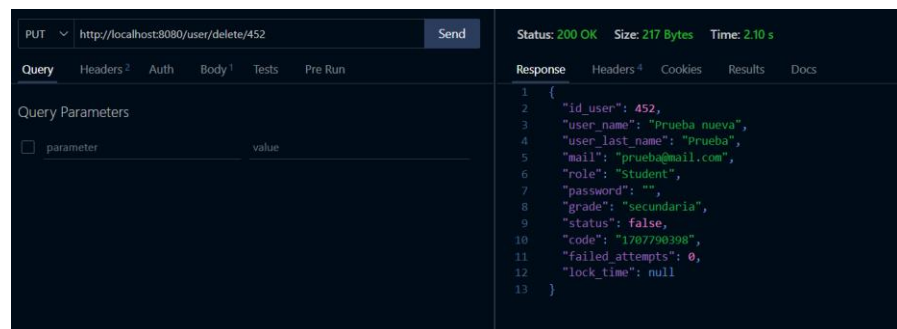 PUT http://localhost:8080/user/delete/452 Send
Query Headers 2 Auth Body 1 Tests Pre Run
Query Parameters
parameter value
Status: 200 OK Size: 217 Bytes Time: 2.10 s
Response Headers 4 Cookies Results Docs
1 {
2 "id_user": 452,
3 "user_name": "Prueba nueva",
4 "user_last_name": "Prueba",
5 "mail": "prueba@mail.com",
6 "role": "Student",
7 "password": "",
8 "grade": "secundaria",
9 "status": false,
10 "code": "1707790398",
11 "failed_attempts": 0,
12 "lock_time": null
13 }